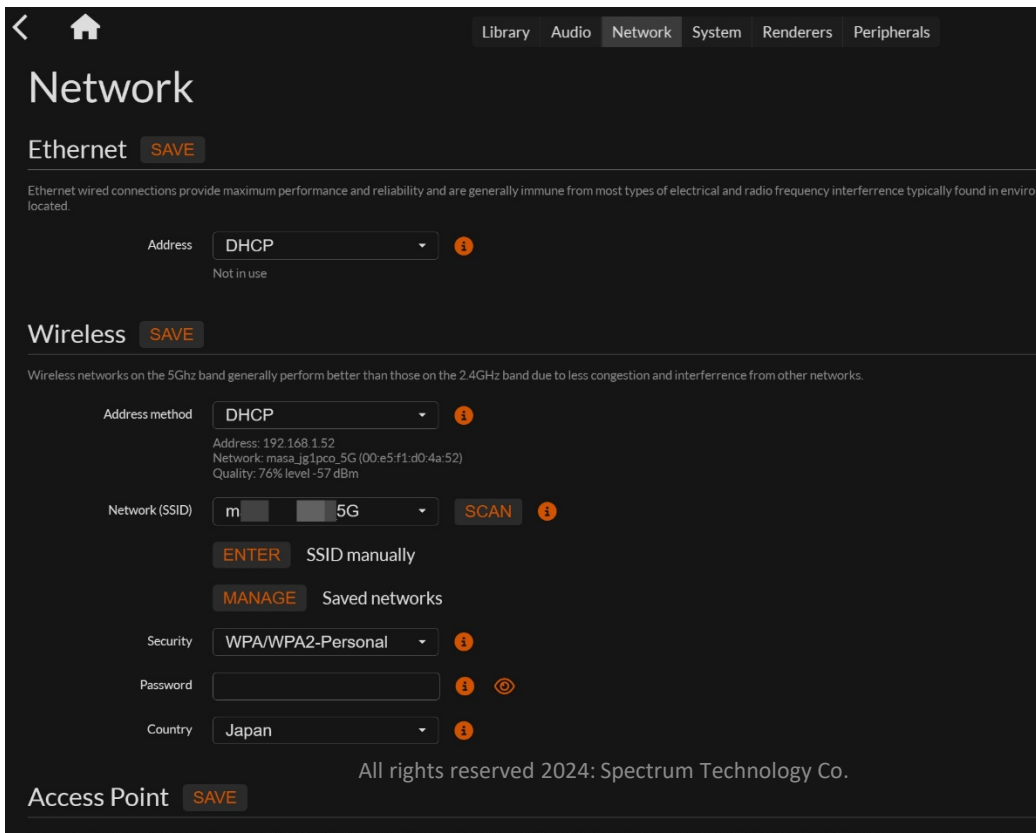 Library Audio Network System Renderers Peripherals
Network
Ethernet SAVE
Ethernet wired connections provide maximum performance and reliability and are generally immune from most types of electrical and radio frequency interferrence typically found in enviro
located.
Address DHCP
Not in use
Wireless SAVE
Wireless networks on the 5Ghz band generally perform better than those on the 2.4GHz band due to less congestion and interferrence from other networks.
Address method DHCP
Address: 192.168.1.52
Network: masa_jg1pco_5G (00:e5:f1:d0:4a:52)
Quality: 76% level -57 dBm
Network (SSID) m 5G SCAN
ENTER SSID manually
MANAGE Saved networks
Security WPA/WPA2-Personal
Password
Country Japan
All rights reserved 2024: Spectrum Technology Co.
Access Point SAVE